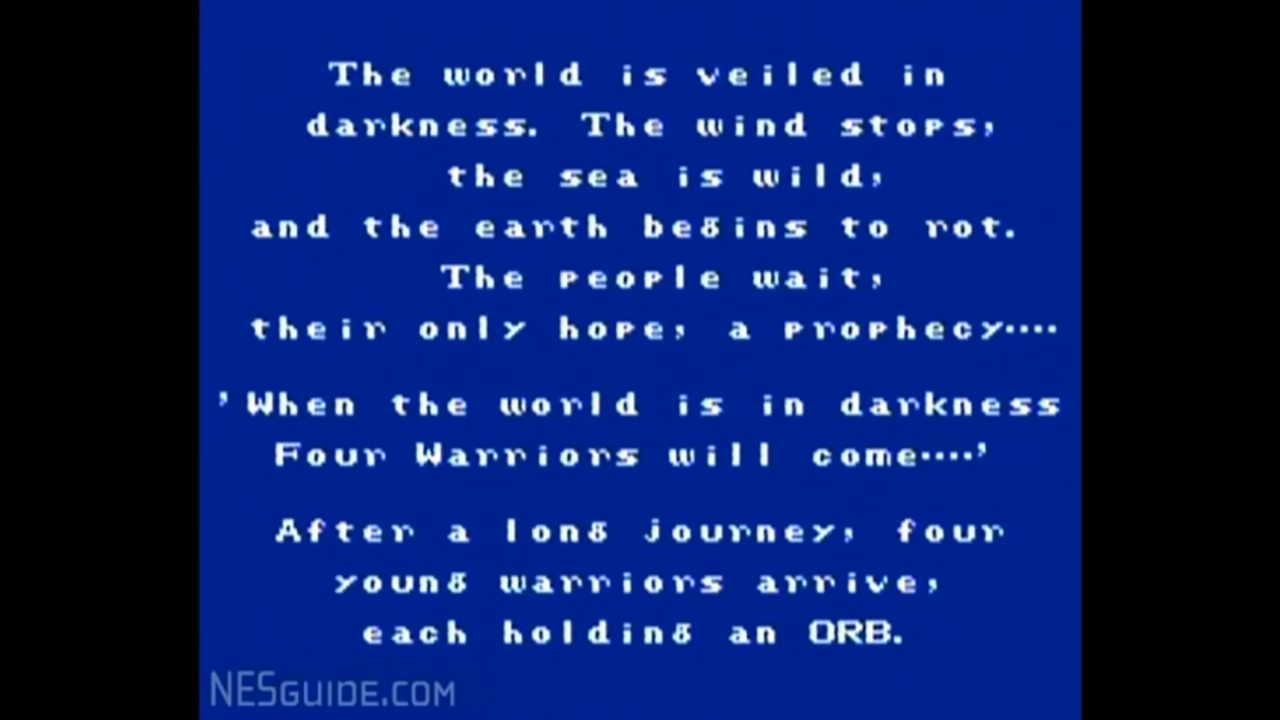 The world is veiled in
darkness. The wind stops,
the sea is wild,
and the earth begins to rot.
The people wait,
their only hope, a prophecy....
'When the world is in darkness
Four Warriors will come....'
After a long journey, four
young warriors arrive,
each holding an ORB.
NESGUIDE.COM